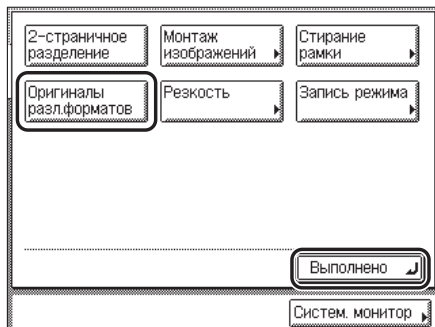 2-страничное
разделение
Монтаж
изображений
Стирание
рамки
Оригиналы
разл.форматов
Резкость
Запись режима
Выполнено
Систем. монитор